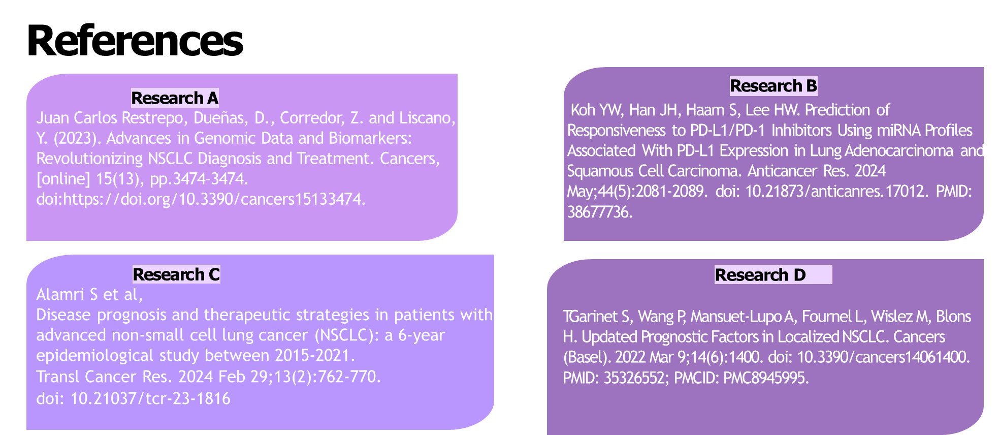 References
Research A
Juan Carlos Restrepo, Dueñas, D., Corredor, Z. and Liscano,
Y. (2023). Advances in Genomic Data and Biomarkers:
Revolutionizing NSCLC Diagnosis and Treatment. Cancers,
[online] 15(13), pp.3474–3474.
doi:https://doi.org/10.3390/cancers15133474.
Research B
Koh YW, Han JH, Haam S, Lee HW. Prediction of
Responsiveness to PD-L1/PD-1 Inhibitors Using miRNA Profiles
Associated With PD-L1 Expression in Lung Adenocarcinoma and
Squamous Cell Carcinoma. Anticancer Res. 2024
May;44(5):2081-2089. doi: 10.21873/anticanres.17012. PMID:
38677736.
Research C
Alamri S et al,
Disease prognosis and therapeutic strategies in patients with
advanced non-small cell lung cancer (NSCLC): a 6-year
epidemiological study between 2015-2021.
Transl Cancer Res. 2024 Feb 29;13(2):762-770.
doi: 10.21037/tcr-23-1816
Research D
TGarinet S, Wang P, Mansuet-Lupo A, Fournel L, Wislez M, Blons
H. Updated Prognostic Factors in Localized NSCLC. Cancers
(Basel). 2022 Mar 9;14(6):1400. doi: 10.3390/cancers14061400.
PMID: 35326552; PMCID: PMC8945995.